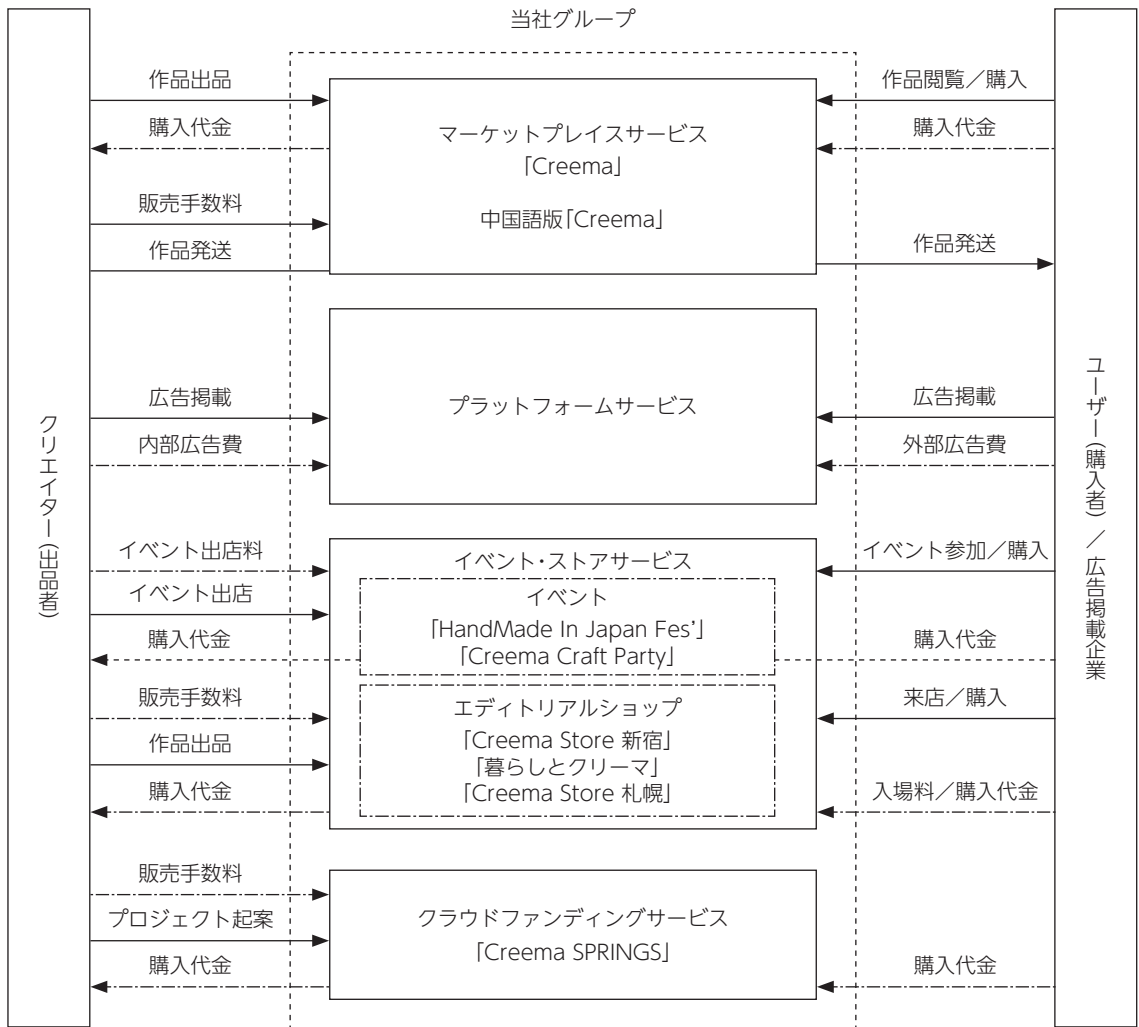 当社グループ
クリエイター(出品者)
作品出品
購入代金
販売手数料
作品発送
マーケットプレイスサービス
「Creema」
中国語版「Creema」
作品閲覧／購入
購入代金
作品発送
広告掲載
内部広告費
プラットフォームサービス
広告掲載
外部広告費
イベント出店料
イベント出店
購入代金
販売手数料
作品出品
購入代金
イベント・ストアサービス
イベント
「HandMade In Japan Fes’」
「Creema Craft Party」
エディトリアルショップ
「Creema Store 新宿」
「暮らしとクリーマ」
「Creema Store 札幌」
イベント参加／購入
購入代金
来店／購入
入場料／購入代金
販売手数料
プロジェクト起案
購入代金
クラウドファンディングサービス
「Creema SPRINGS」
購入代金
ユーザー(購入者)／広告掲載企業